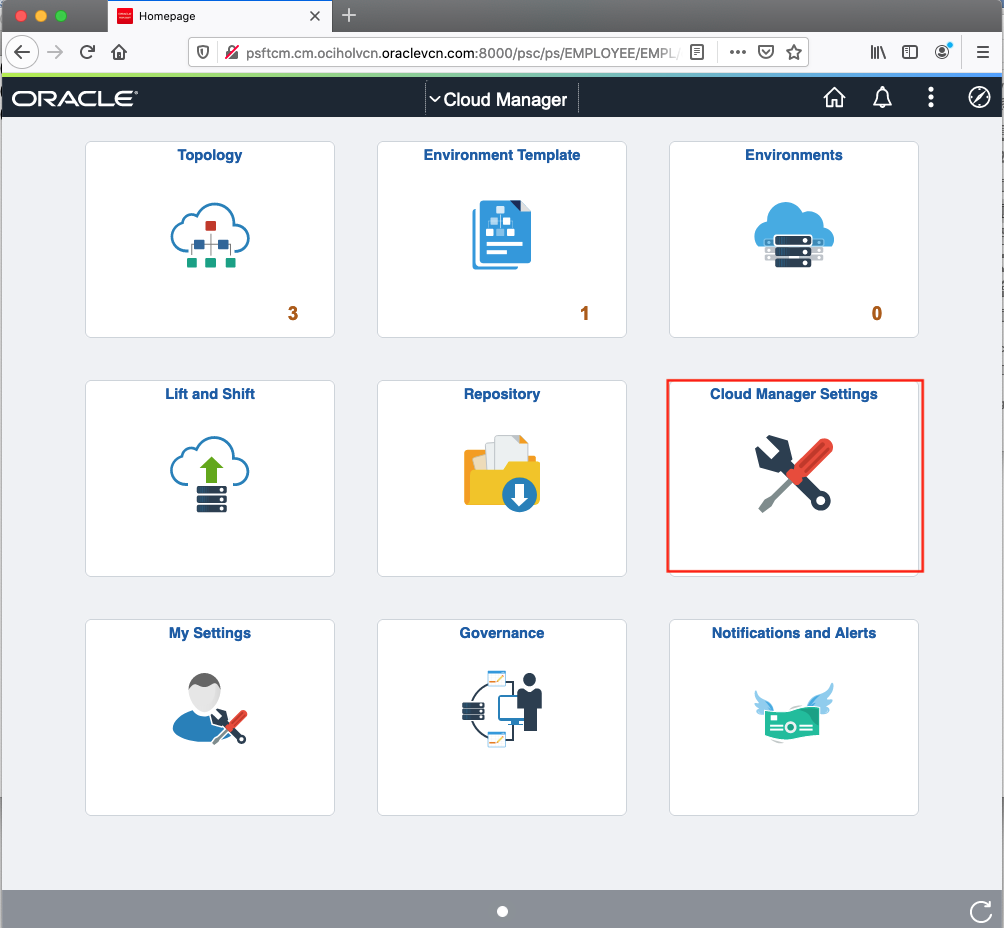 Homepage
psftcm.cm.ociholvcn.oraclevcn.com:8000/psc/ps/EMPLOYEE/EMPL/
ORACLE
Cloud Manager
Topology
Environment Template
Environments
3
1
0
Lift and Shift
Repository
Cloud Manager Settings
My Settings
Governance
Notifications and Alerts